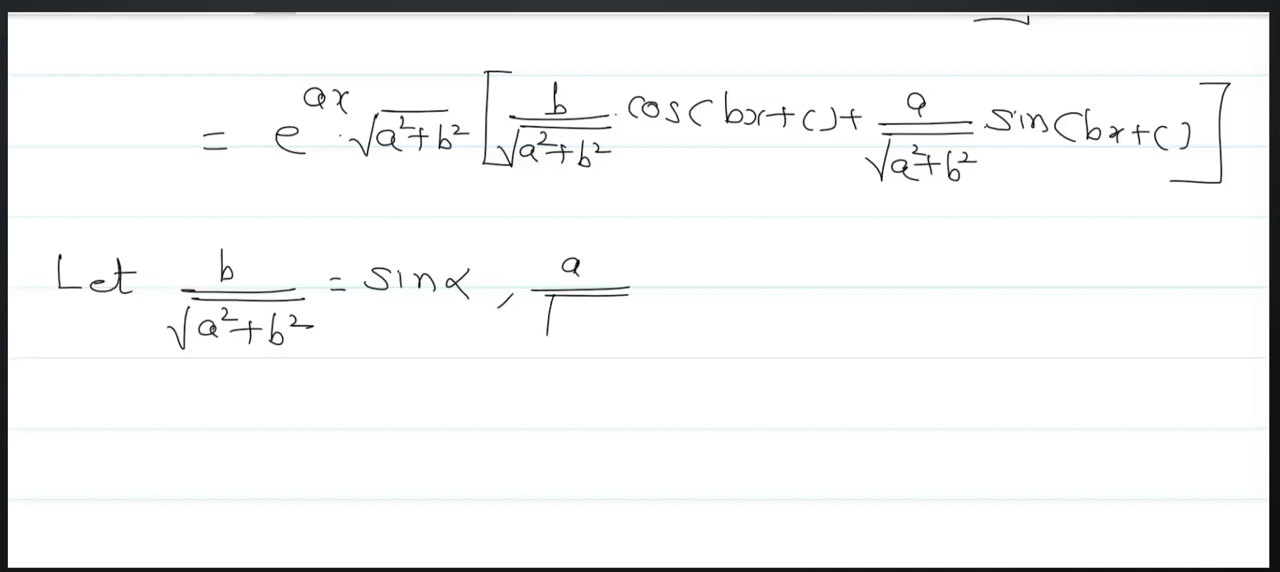 = e^{ax} · √(a²+b²) [ b/√(a²+b²) · cos(bx+c) + a/√(a²+b²) sin(bx+c) ]
Let b/√(a²+b²) = sin α, a/√